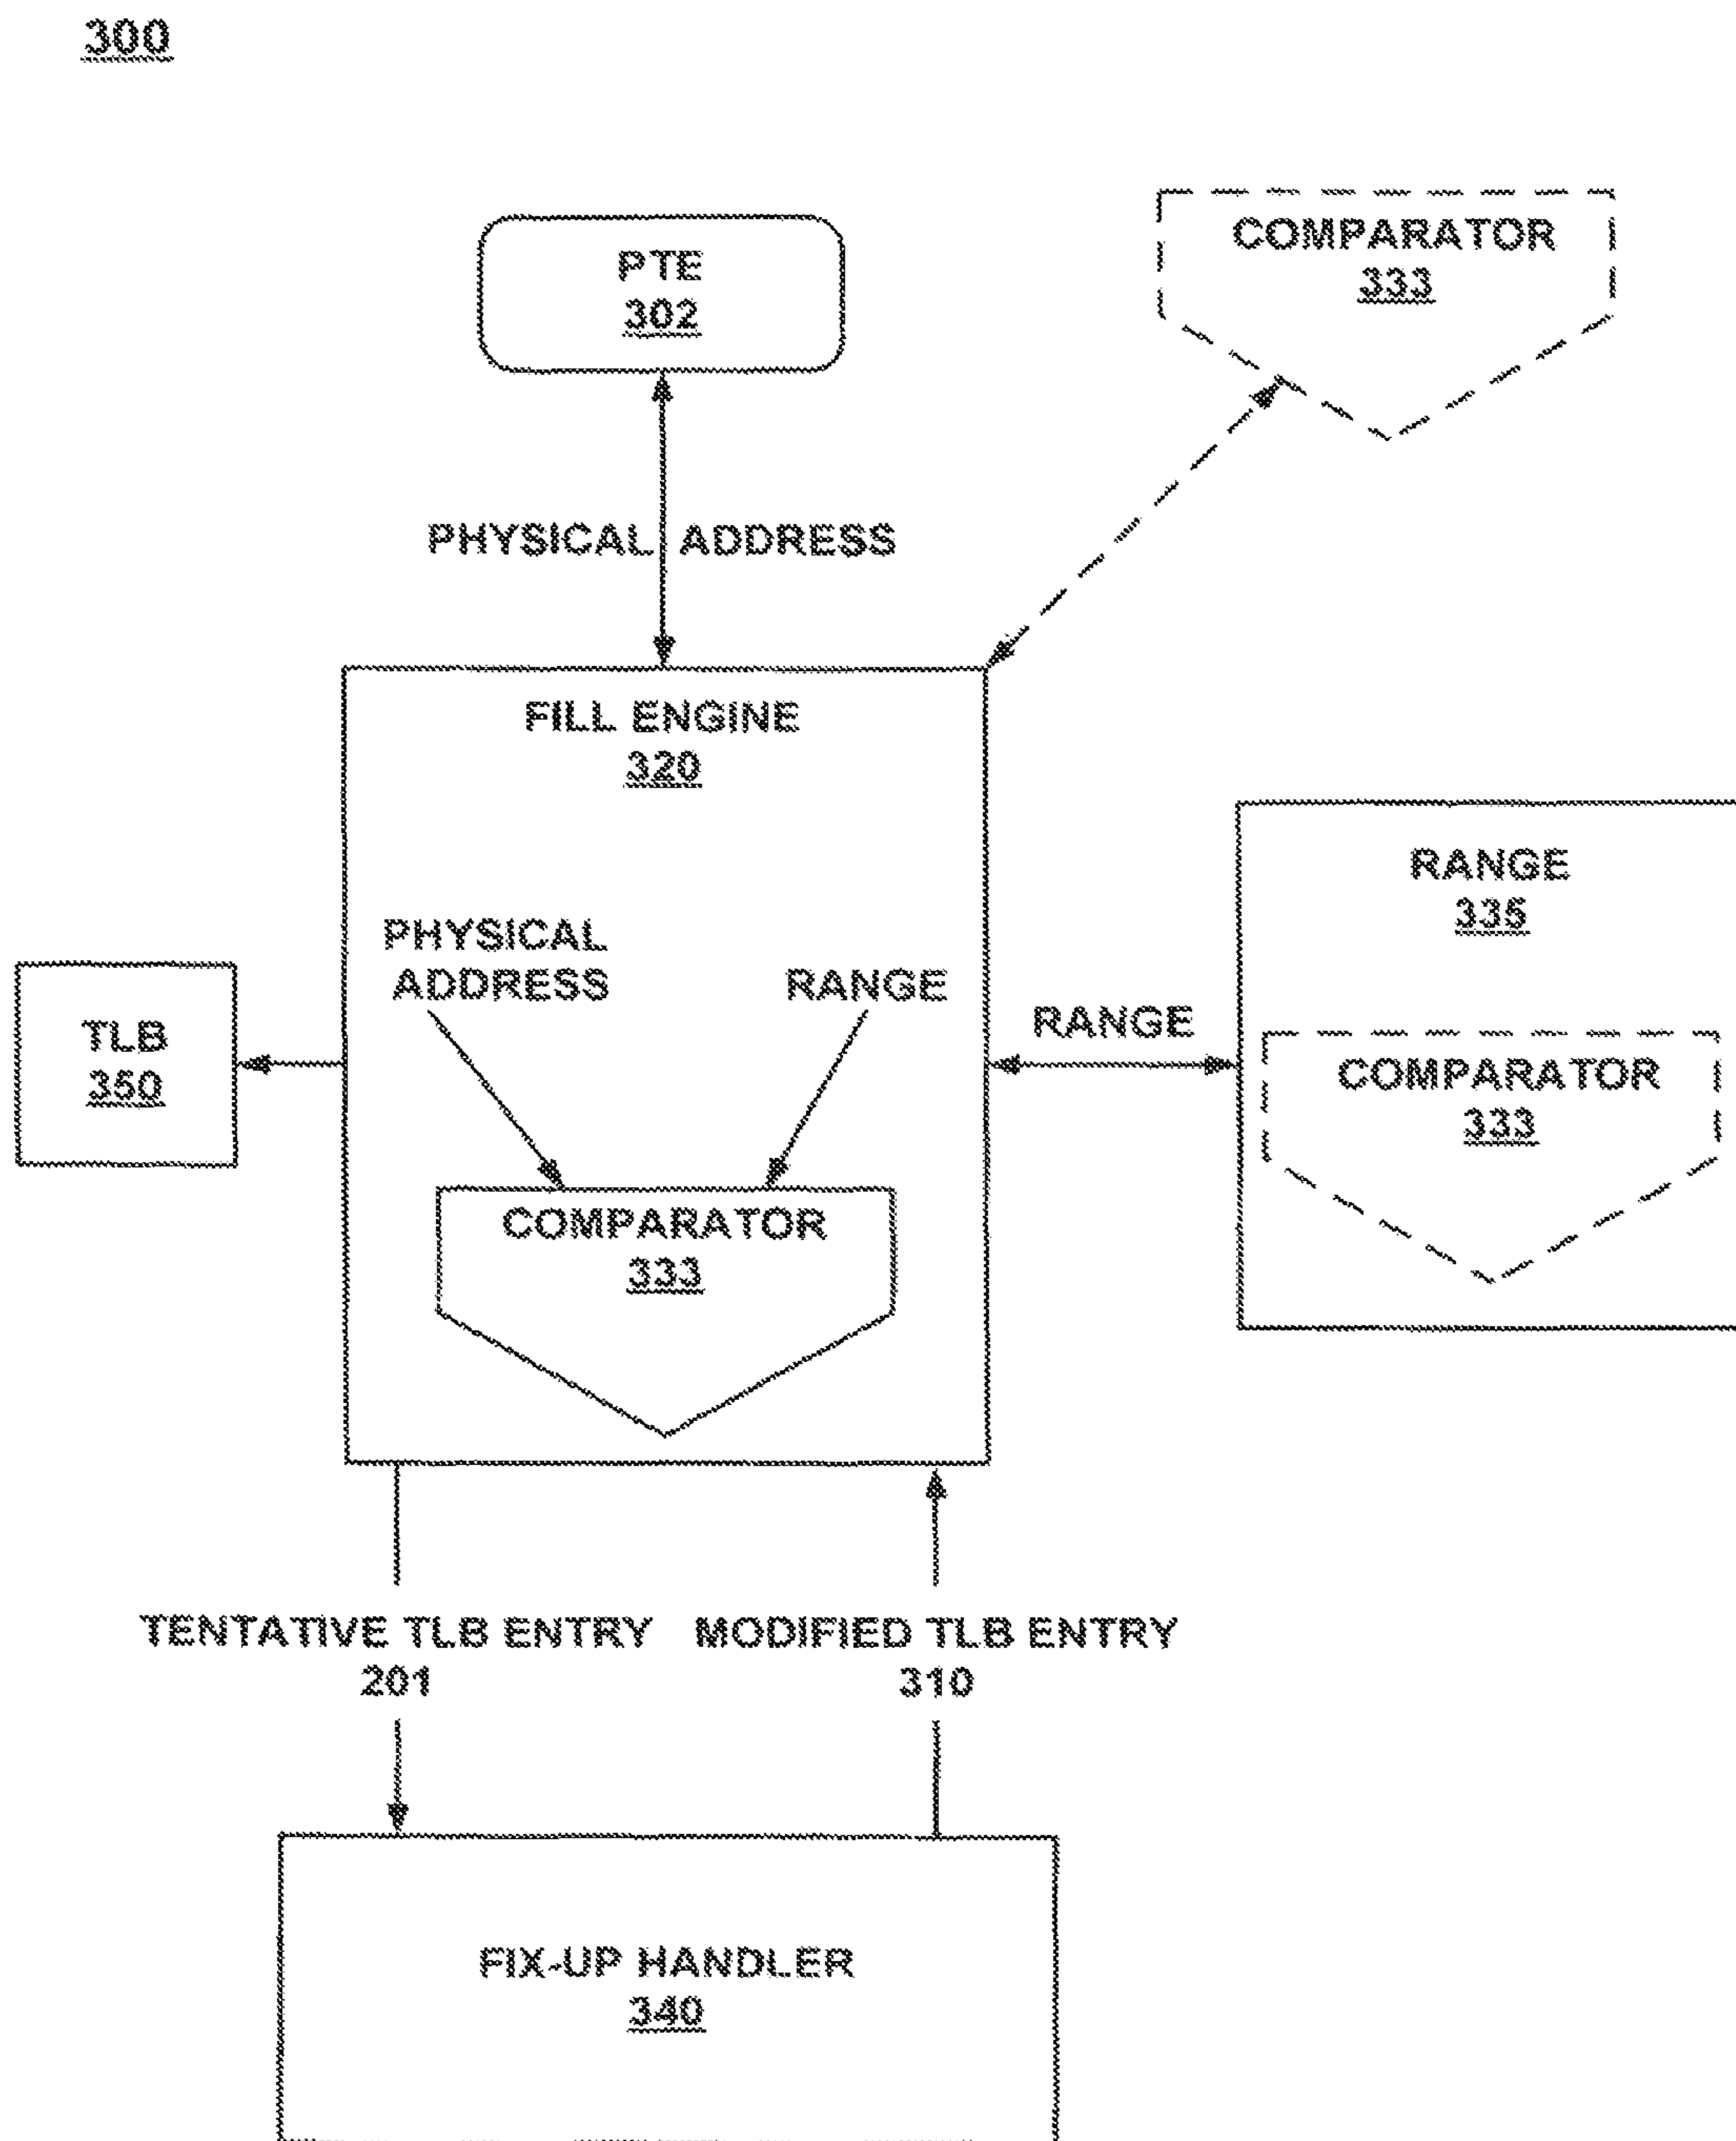 300
PTE
302
COMPARATOR
333
PHYSICAL ADDRESS
FILL ENGINE
320
RANGE
335
PHYSICAL
ADDRESS
RANGE
RANGE
TLB
350
COMPARATOR
333
COMPARATOR
333
TENTATIVE TLB ENTRY
201
MODIFIED TLB ENTRY
310
FIX-UP HANDLER
340